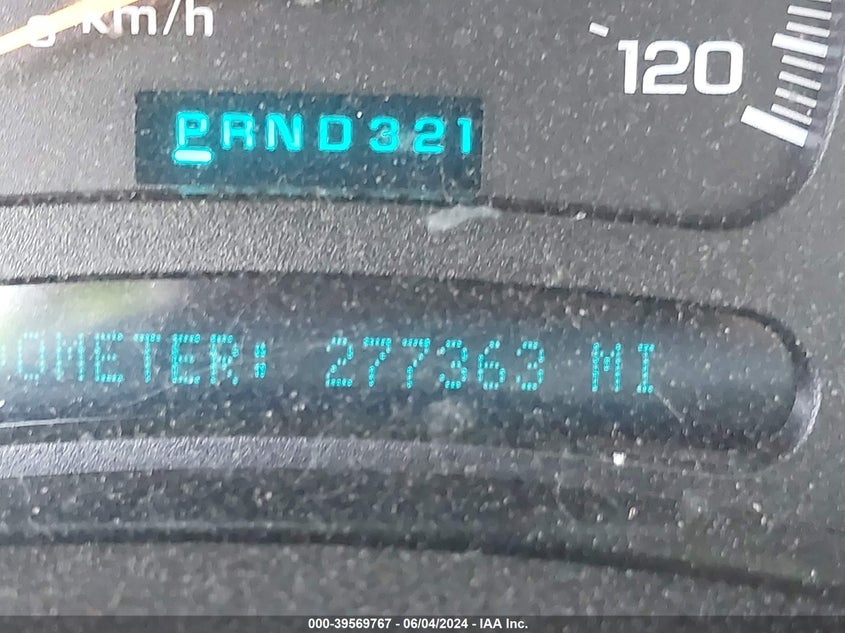 km/h
120
PRND321
OMETER: 277363 MI
000-39569767 - 06/04/2024 - IAA Inc.